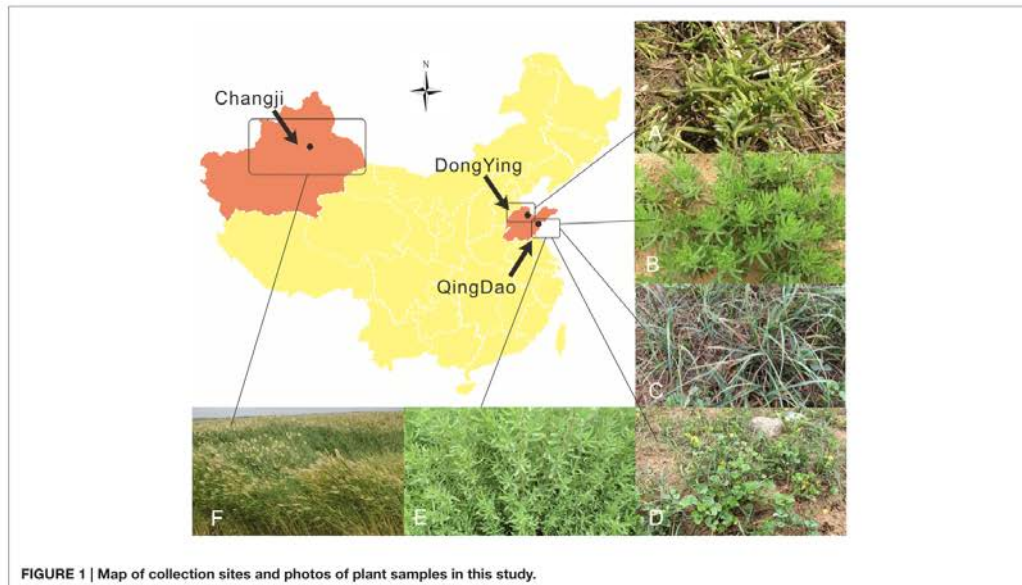 N
Changji
DongYing
QingDao
A
B
C
D
E
F
FIGURE 1 | Map of collection sites and photos of plant samples in this study.